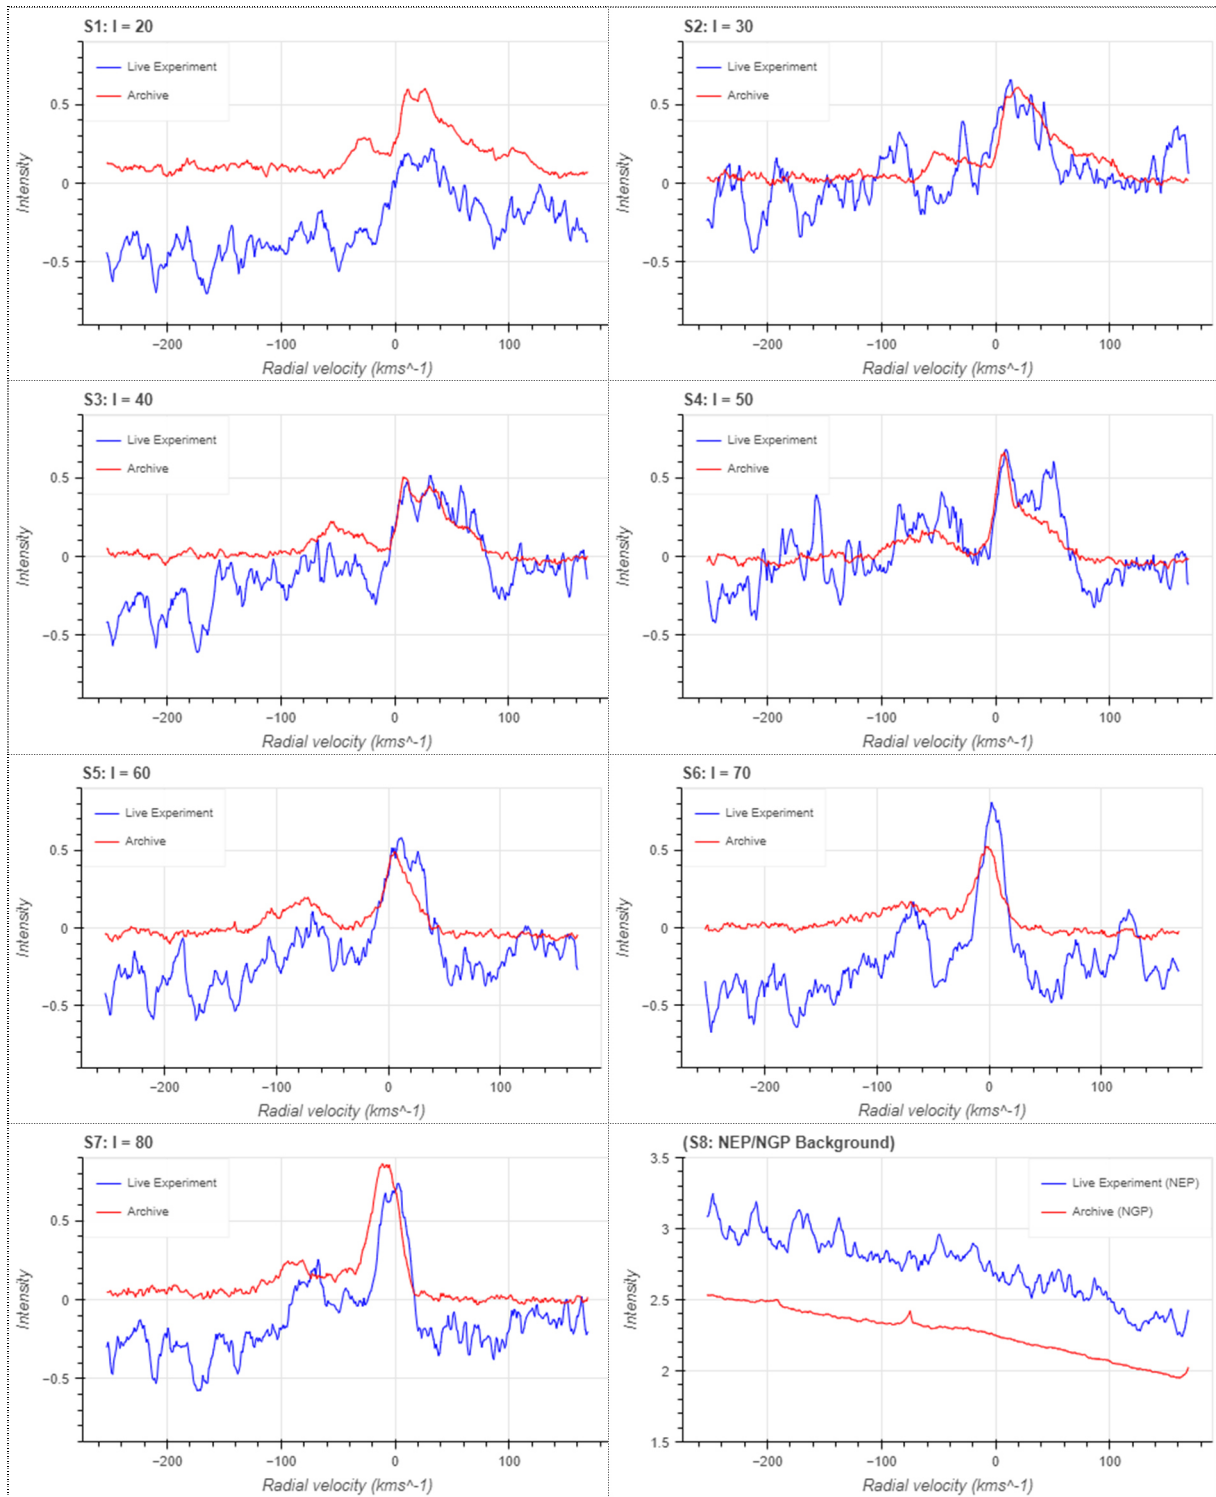 S1: l = 20
Live Experiment
Archive
0.5
0
−0.5
Intensity
−200
−100
0
100
Radial velocity (kms^-1)
S2: l = 30
Live Experiment
Archive
0.5
0
−0.5
Intensity
−200
−100
0
100
Radial velocity (kms^-1)
S3: l = 40
Live Experiment
Archive
0.5
0
−0.5
Intensity
−200
−100
0
100
Radial velocity (kms^-1)
S4: l = 50
Live Experiment
Archive
0.5
0
−0.5
Intensity
−200
−100
0
100
Radial velocity (kms^-1)
S5: l = 60
Live Experiment
Archive
0.5
0
−0.5
Intensity
−200
−100
0
100
Radial velocity (kms^-1)
S6: l = 70
Live Experiment
Archive
0.5
0
−0.5
Intensity
−200
−100
0
100
Radial velocity (kms^-1)
S7: l = 80
Live Experiment
Archive
0.5
0
−0.5
Intensity
−200
−100
0
100
Radial velocity (kms^-1)
(S8: NEP/NGP Background)
Live Experiment (NEP)
Archive (NGP)
3.5
3
2.5
2
1.5
Intensity
−200
−100
0
100
Radial velocity (kms^-1)